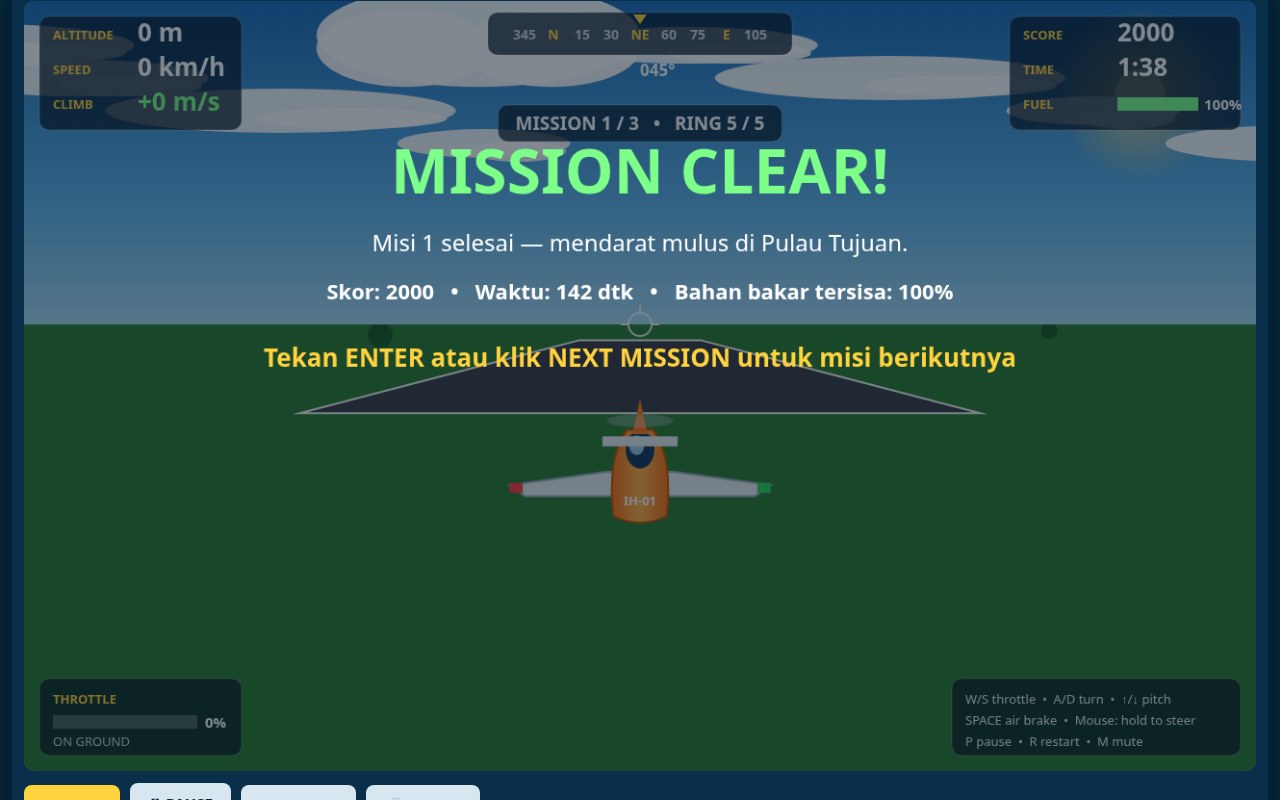 ALTITUDE 0 m
SPEED 0 km/h
CLIMB +0 m/s
345 N 15 30 NE 60 75 E 105
045°
SCORE 2000
TIME 1:38
FUEL 100%
MISSION 1 / 3 • RING 5 / 5
MISSION CLEAR!
Misi 1 selesai — mendarat mulus di Pulau Tujuan.
Skor: 2000 • Waktu: 142 dtk • Bahan bakar tersisa: 100%
Tekan ENTER atau klik NEXT MISSION untuk misi berikutnya
IH-01
THROTTLE
0%
ON GROUND
W/S throttle • A/D turn • ↑/↓ pitch
SPACE air brake • Mouse: hold to steer
P pause • R restart • M mute